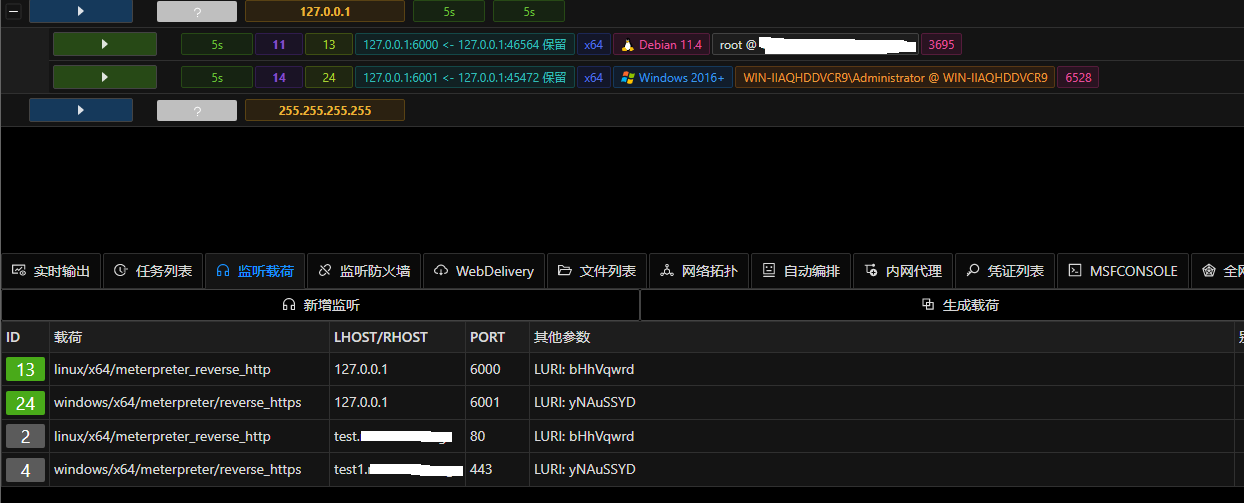 ? 127.0.0.1 5s 5s
5s 11 13 127.0.0.1:6000 <- 127.0.0.1:46564 保留 x64 Debian 11.4 root @ 3695
5s 14 24 127.0.0.1:6001 <- 127.0.0.1:45472 保留 x64 Windows 2016+ WIN-IIAQHDDVCR9\Administrator @ WIN-IIAQHDDVCR9 6528
? 255.255.255.255
实时输出 任务列表 监听载荷 监听防火墙 WebDelivery 文件列表 网络拓扑 自动编排 内网代理 凭证列表 MSFCONSOLE 全
新增监听 生成载荷
ID 载荷 LHOST/RHOST PORT 其他参数
13 linux/x64/meterpreter_reverse_http 127.0.0.1 6000 LURI: bHhVqwrd
24 windows/x64/meterpreter/reverse_https 127.0.0.1 6001 LURI: yNAuSSYD
2 linux/x64/meterpreter_reverse_http test. 80 LURI: bHhVqwrd
4 windows/x64/meterpreter/reverse_https test1. 443 LURI: yNAuSSYD